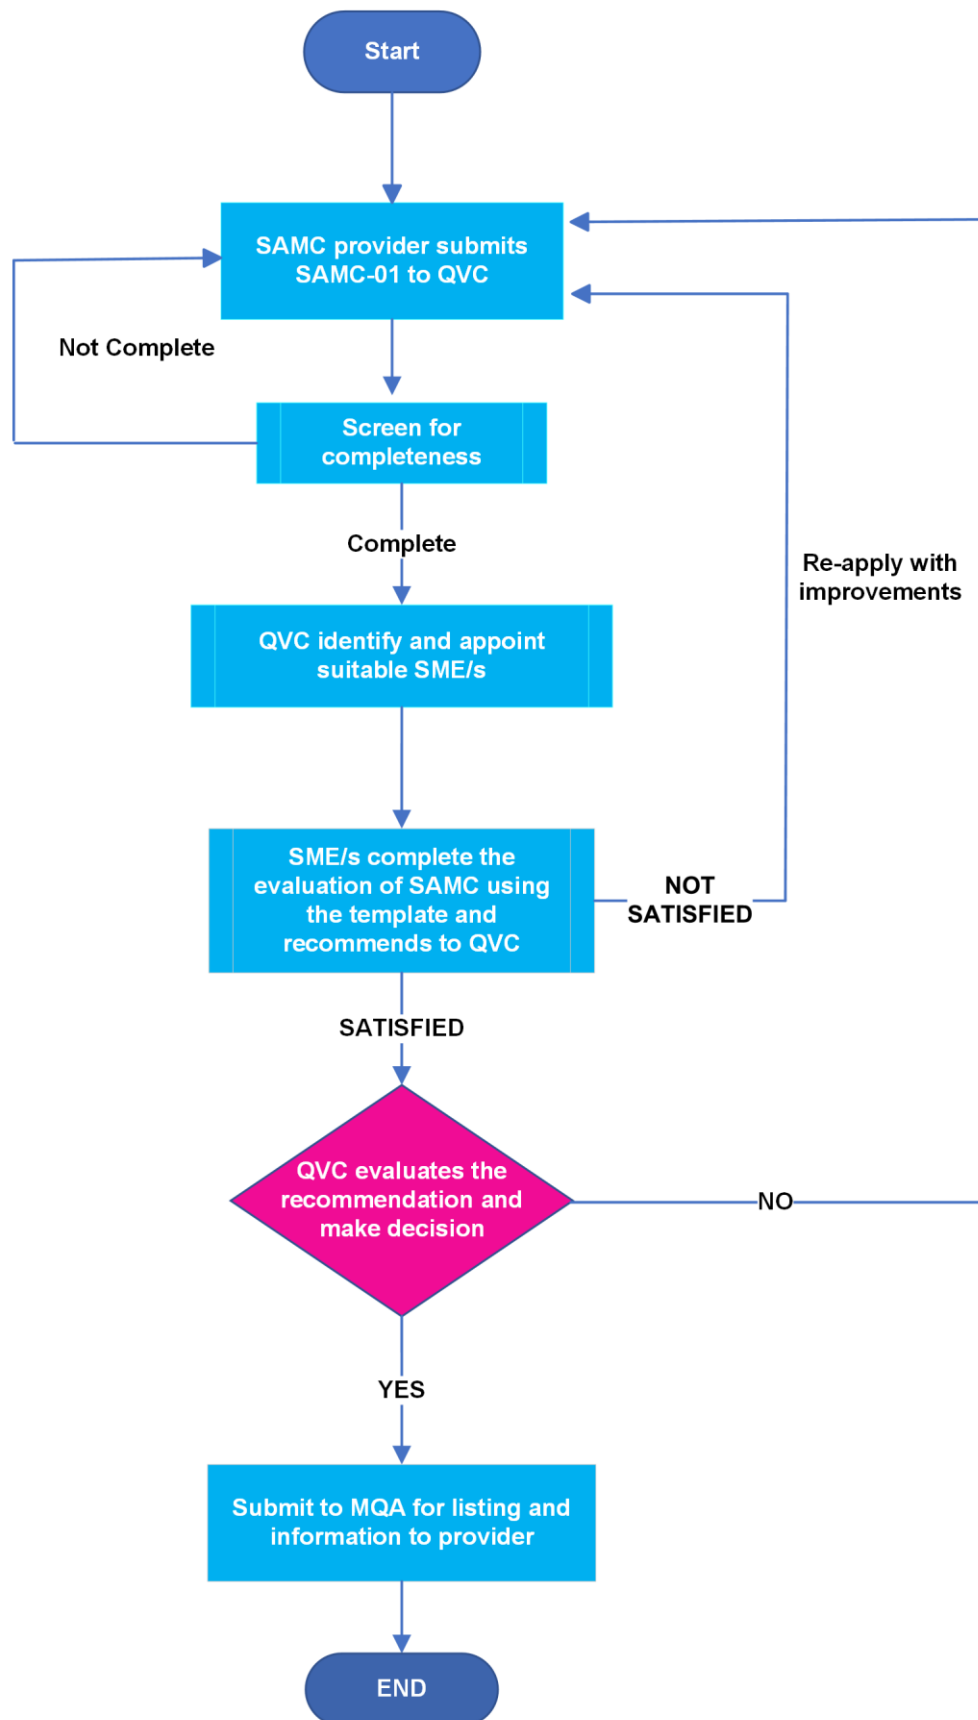 Start
SAMC provider submits
SAMC-01 to QVC
Not Complete
Screen for
completeness
Complete
Re-apply with
improvements
QVC identify and appoint
suitable SME/s
SME/s complete the
evaluation of SAMC using
the template and
recommends to QVC
NOT
SATISFIED
SATISFIED
QVC evaluates the
recommendation and
make decision
NO
YES
Submit to MQA for listing and
information to provider
END